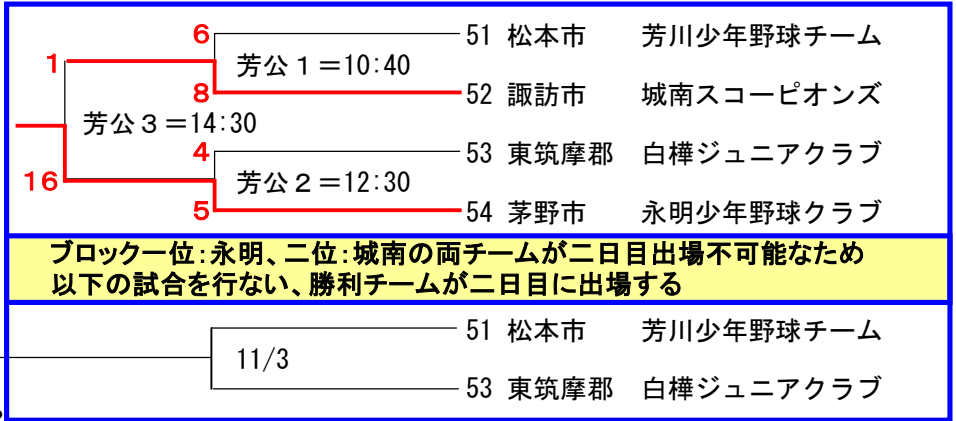 6
51 松本市 芳川少年野球チーム
1
芳公1=10:40
8
52 諏訪市 城南スコーピオンズ
芳公3=14:30
4
53 東筑摩郡 白樺ジュニアクラブ
16
芳公2=12:30
5
54 茅野市 永明少年野球クラブ
ブロック一位:永明、二位:城南の両チームが二日目出場不可能なため
以下の試合を行ない、勝利チームが二日目に出場する
51 松本市 芳川少年野球チーム
11/3
53 東筑摩郡 白樺ジュニアクラブ